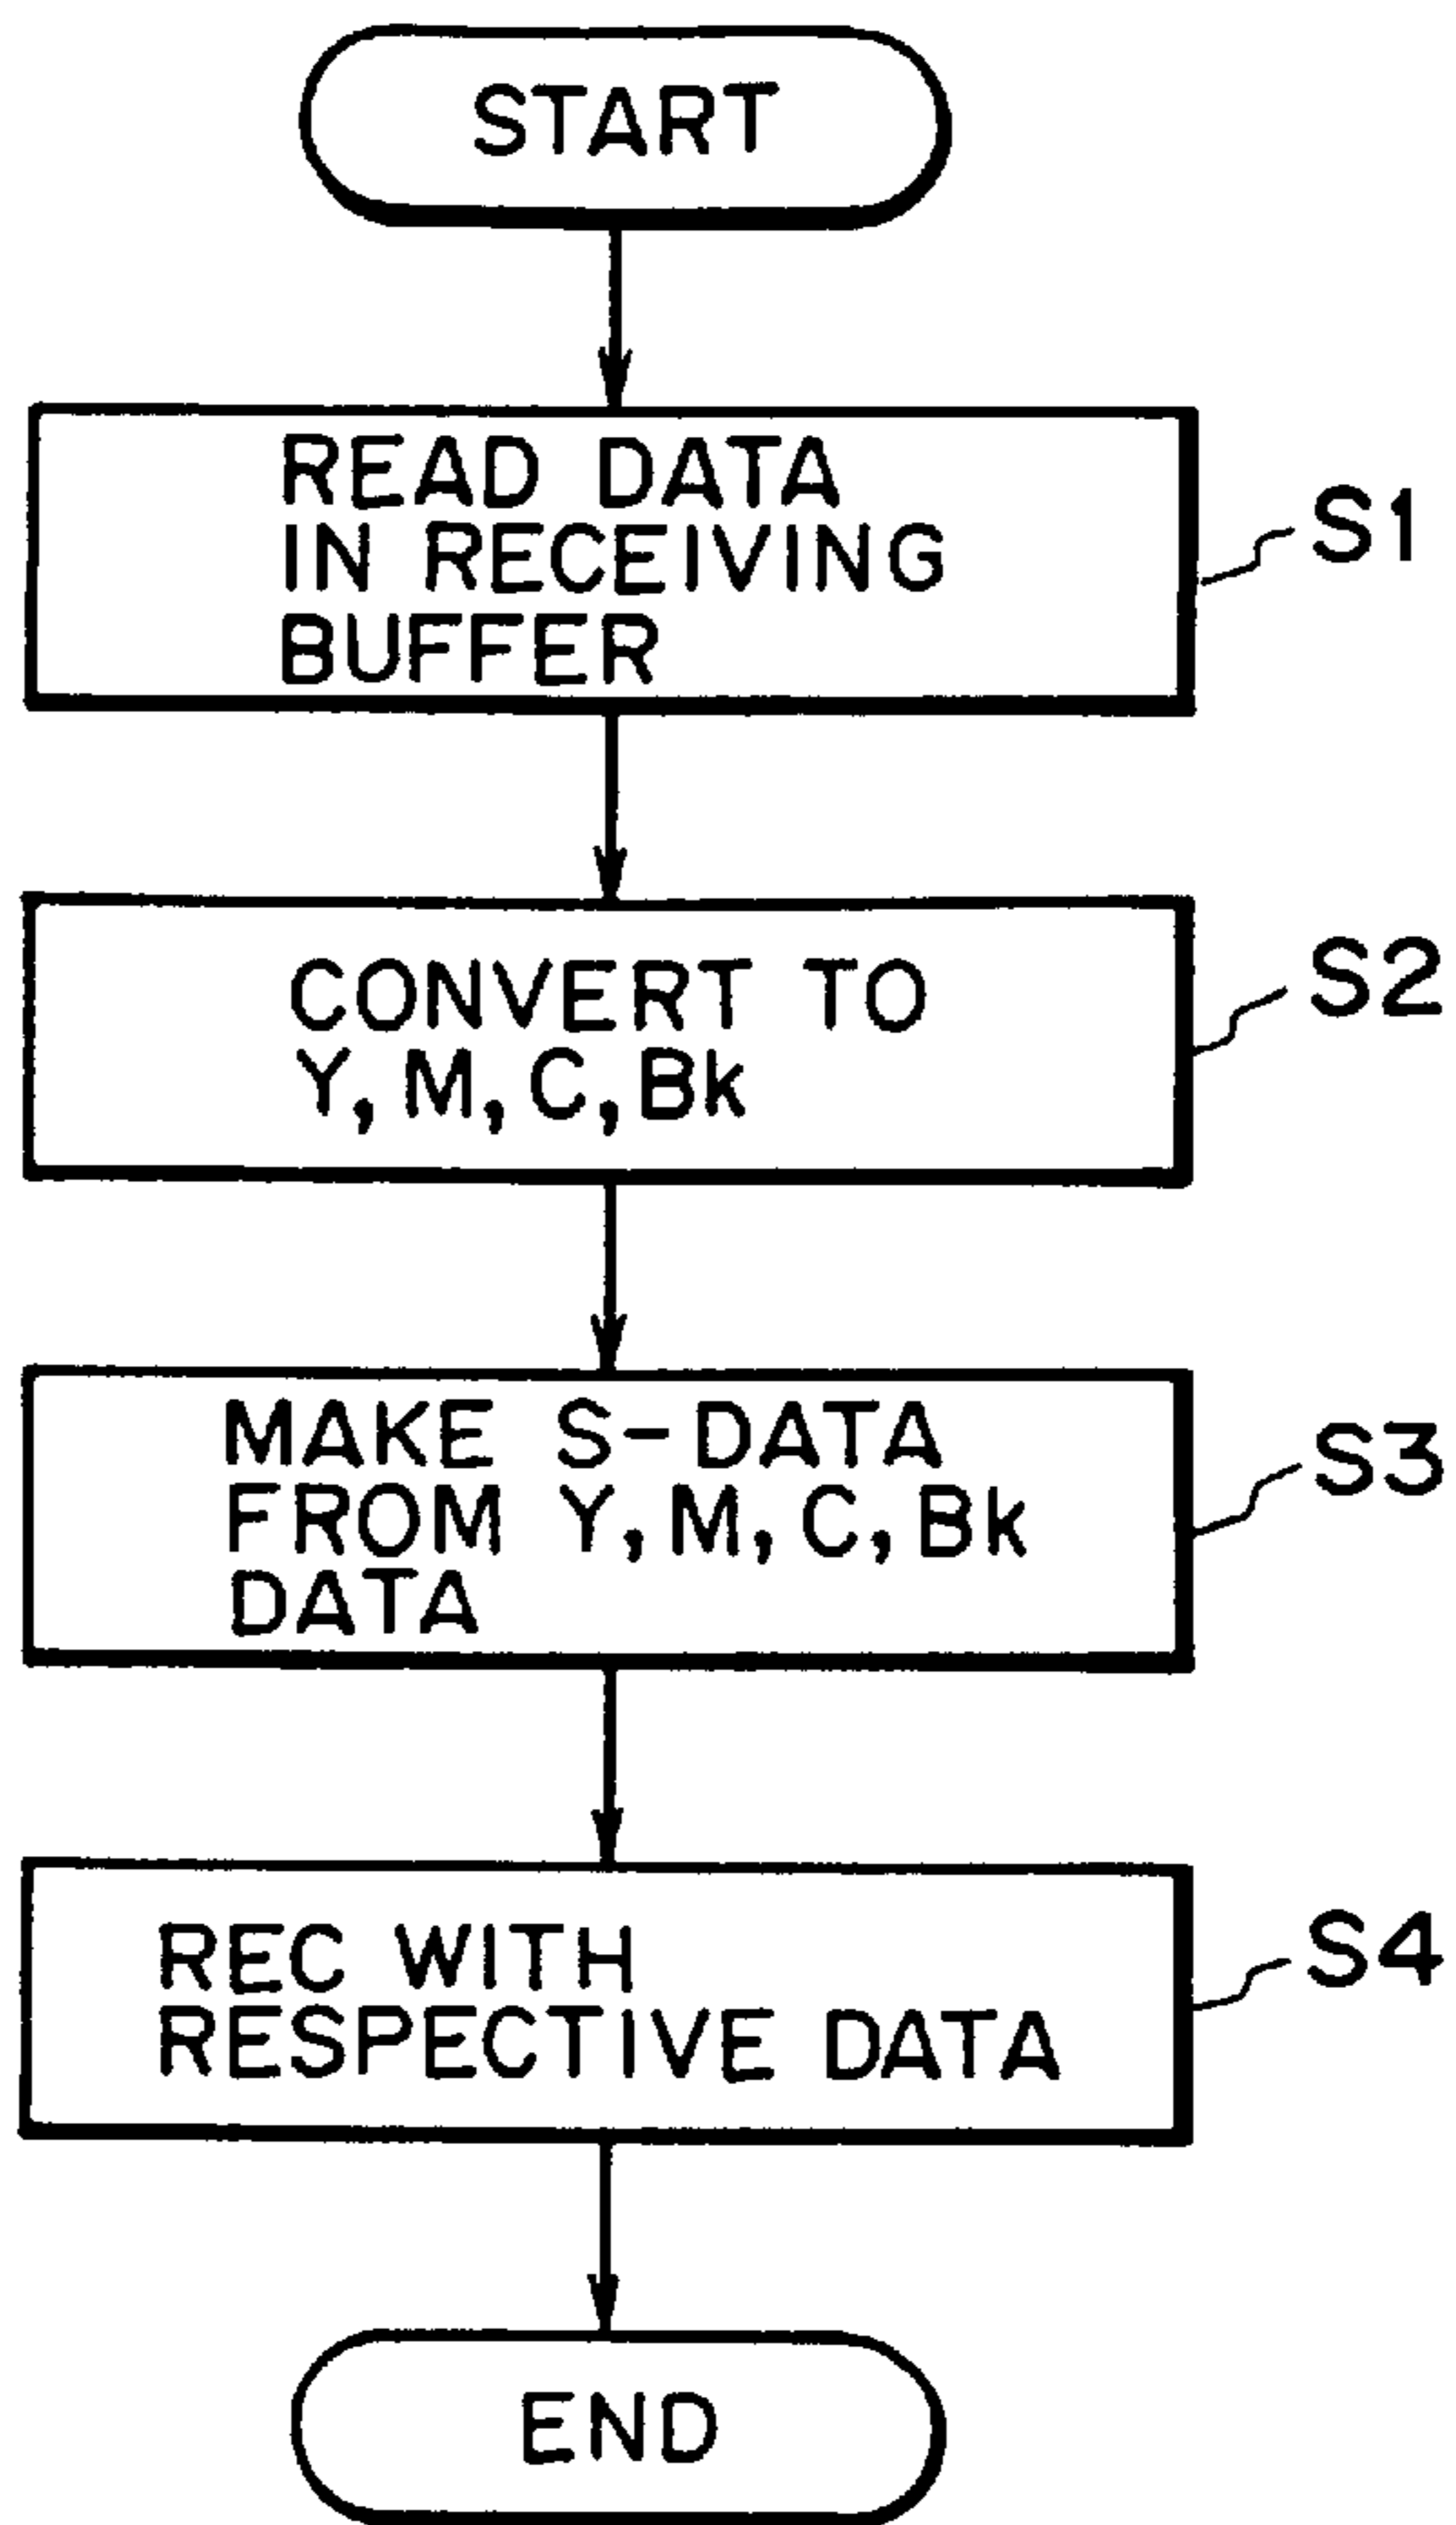 START
READ DATA
IN RECEIVING
BUFFER
S1
CONVERT TO
Y, M, C, Bk
S2
MAKE S-DATA
FROM Y, M, C, Bk
DATA
S3
REC WITH
RESPECTIVE DATA
S4
END